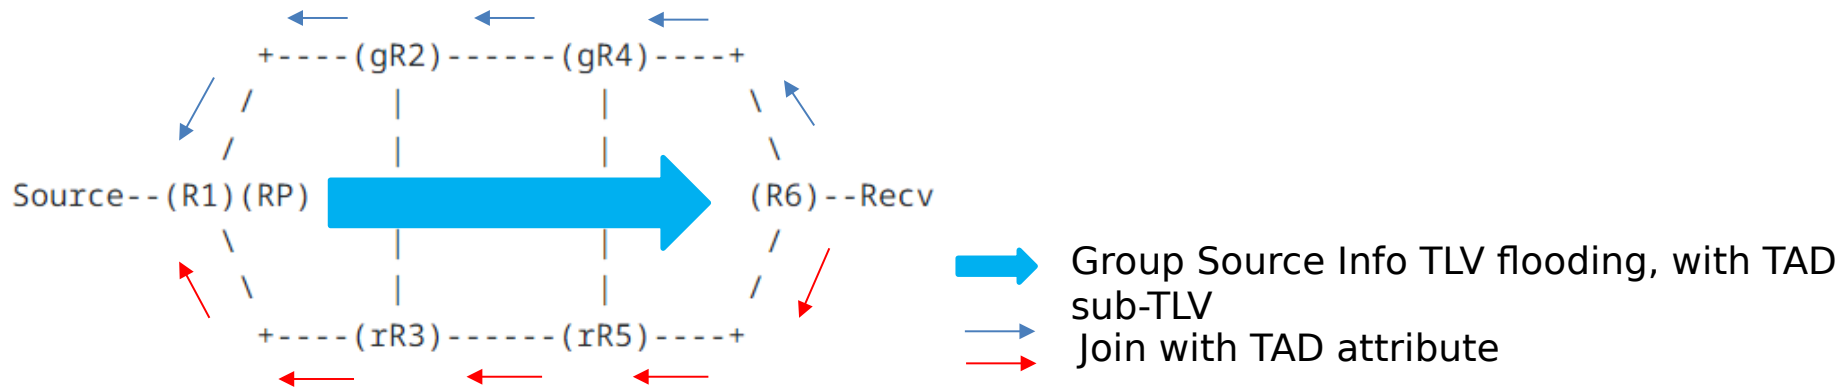 +----(gR2)------(gR4)----+
/ | | \
/ | | \
Source--(R1)(RP) (R6)--Recv
\ | | /
\ | | /
+----(rR3)------(rR5)----+
Group Source Info TLV flooding, with TAD
sub-TLV
Join with TAD attribute